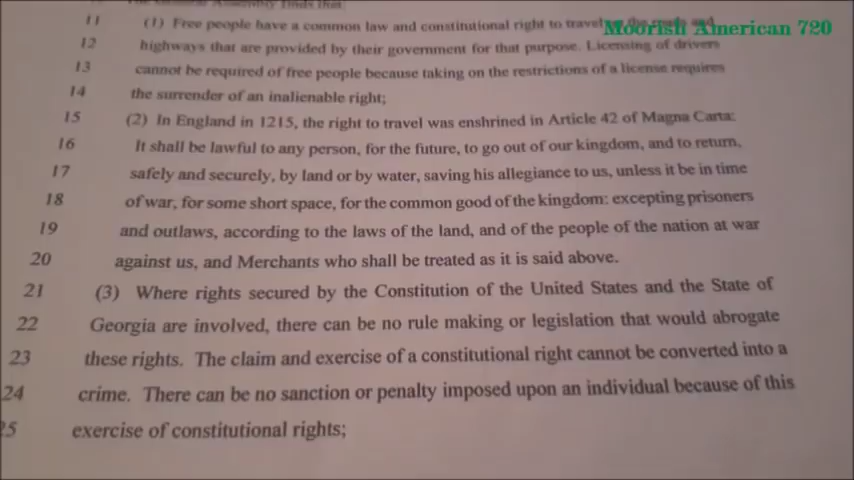 The General Assembly finds that:
Moorish American 720
11 (1) Free people have a common law and constitutional right to travel on the roads and
12 highways that are provided by their government for that purpose. Licensing of drivers
13 cannot be required of free people because taking on the restrictions of a license requires
14 the surrender of an inalienable right;
15 (2) In England in 1215, the right to travel was enshrined in Article 42 of Magna Carta:
16 It shall be lawful to any person, for the future, to go out of our kingdom, and to return,
17 safely and securely, by land or by water, saving his allegiance to us, unless it be in time
18 of war, for some short space, for the common good of the kingdom: excepting prisoners
19 and outlaws, according to the laws of the land, and of the people of the nation at war
20 against us, and Merchants who shall be treated as it is said above.
21 (3) Where rights secured by the Constitution of the United States and the State of
22 Georgia are involved, there can be no rule making or legislation that would abrogate
23 these rights. The claim and exercise of a constitutional right cannot be converted into a
24 crime. There can be no sanction or penalty imposed upon an individual because of this
25 exercise of constitutional rights;